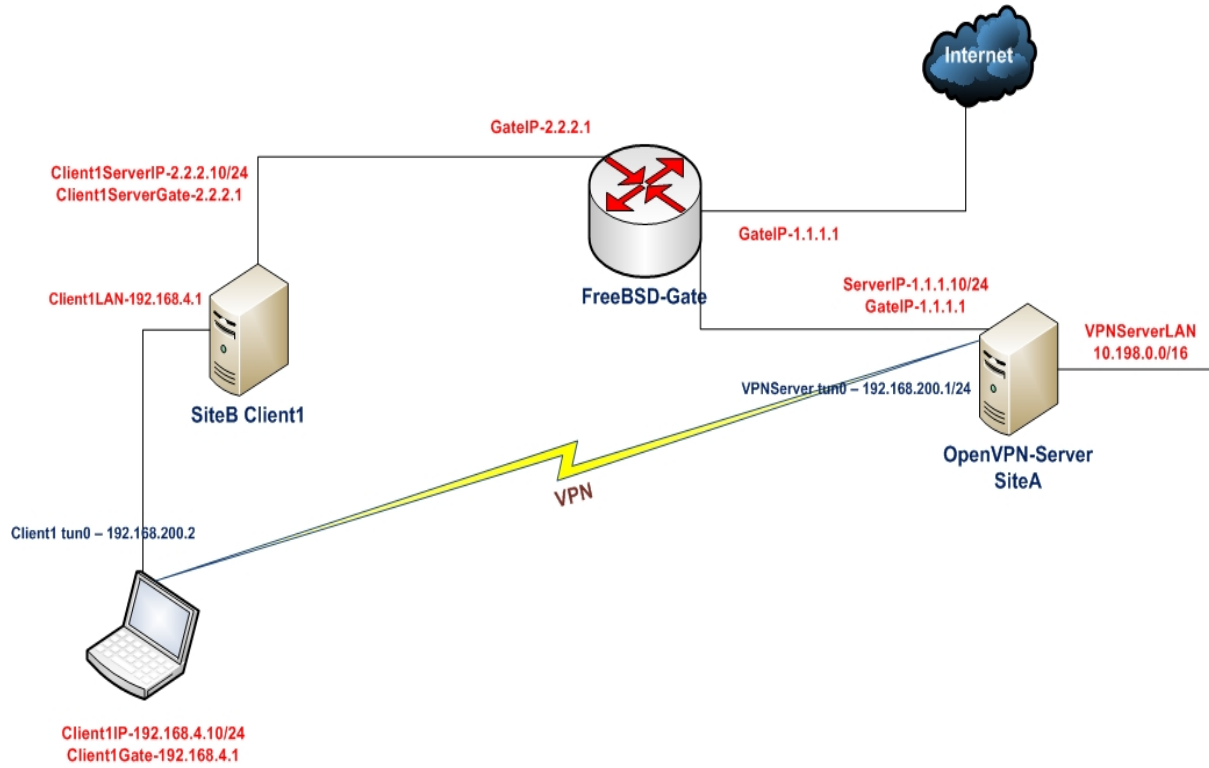 Internet
GateIP-2.2.2.1
Client1ServerIP-2.2.2.10/24
Client1ServerGate-2.2.2.1
GateIP-1.1.1.1
FreeBSD-Gate
ServerIP-1.1.1.10/24
GateIP-1.1.1.1
Client1LAN-192.168.4.1
VPNServerLAN
10.198.0.0/16
VPNServer tun0 – 192.168.200.1/24
SiteB Client1
OpenVPN-Server
SiteA
VPN
Client1 tun0 – 192.168.200.2
Client1IP-192.168.4.10/24
Client1Gate-192.168.4.1